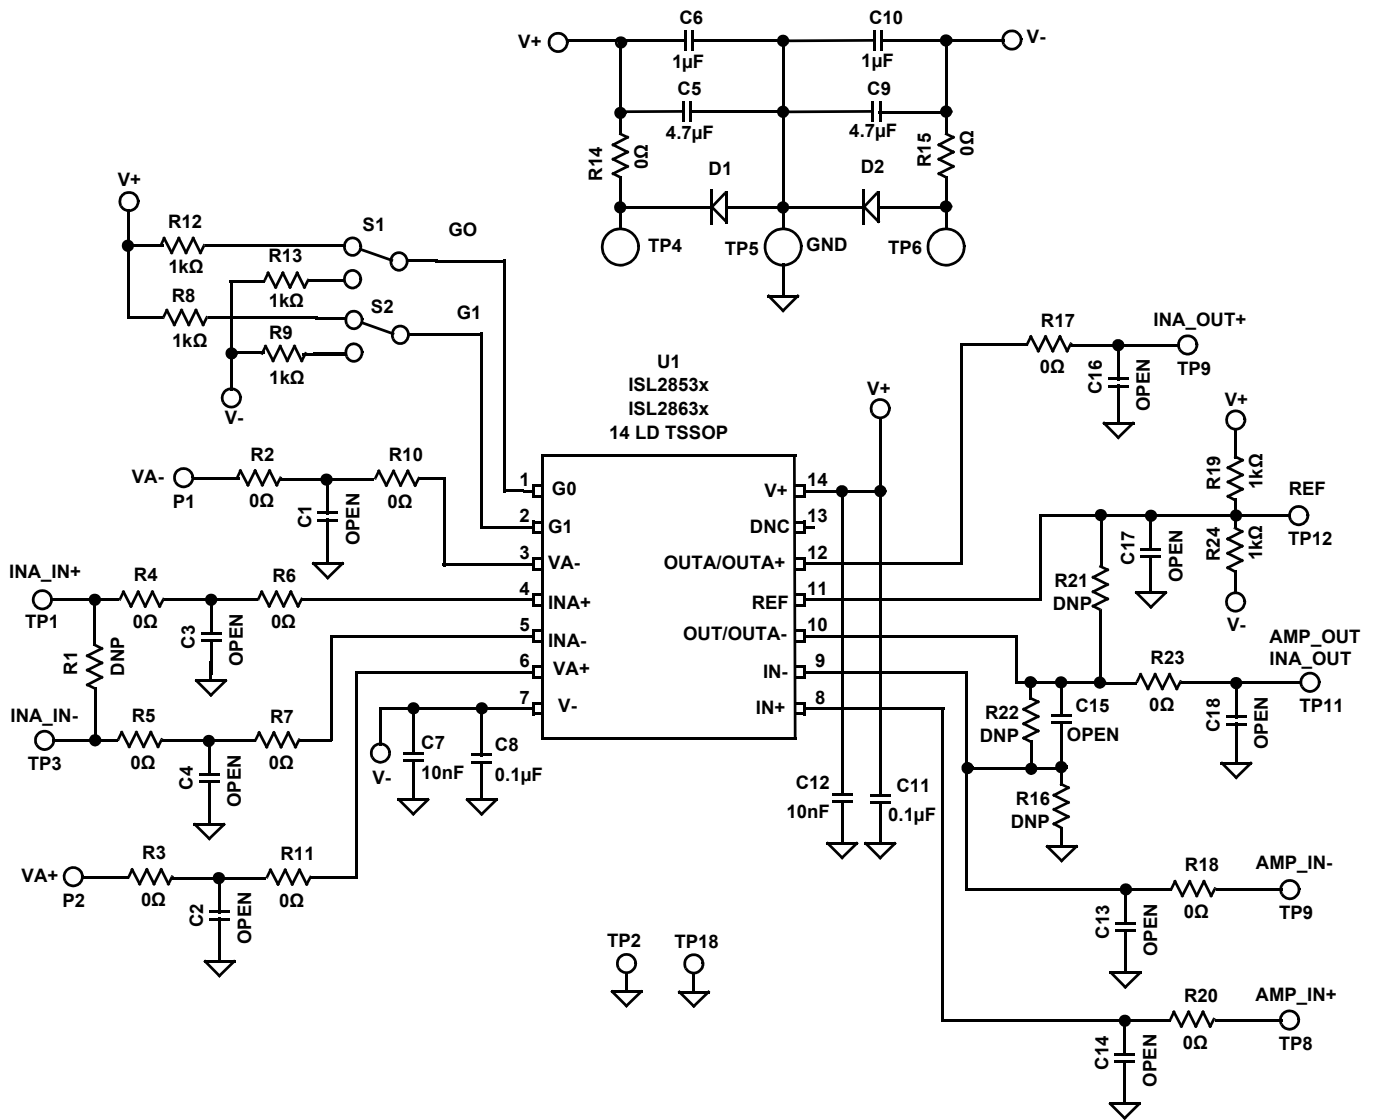 C6
C10
V+
V-
1µF
1µF
C5
C9
4.7µF
4.7µF
R14
0Ω
R15
0Ω
D1
D2
TP4
TP5
GND
TP6
V+
R12
1kΩ
S1
GO
R13
1kΩ
R8
1kΩ
S2
G1
R9
1kΩ
V-
U1
ISL2853x
ISL2863x
14 LD TSSOP
V+
R17
0Ω
INA_OUT+
TP9
C16
OPEN
V+
R19
1kΩ
REF
TP12
R24
1kΩ
V-
C17
OPEN
R21
DNP
VA-
P1
R2
0Ω
R10
0Ω
C1
OPEN
1
G0
2
G1
3
VA-
4
INA+
5
INA-
6
VA+
7
V-
14
V+
13
DNC
12
OUTA/OUTA+
11
REF
10
OUT/OUTA-
9
IN-
8
IN+
INA_IN+
TP1
R4
0Ω
R6
0Ω
C3
OPEN
R1
DNP
INA_IN-
TP3
R5
0Ω
R7
0Ω
C4
OPEN
V-
C7
10nF
C8
0.1µF
C12
10nF
C11
0.1µF
R22
DNP
C15
OPEN
R16
DNP
R23
0Ω
AMP_OUT
INA_OUT
TP11
C18
OPEN
VA+
P2
R3
0Ω
R11
0Ω
C2
OPEN
TP2
TP18
R18
0Ω
AMP_IN-
TP9
C13
OPEN
R20
0Ω
AMP_IN+
TP8
C14
OPEN